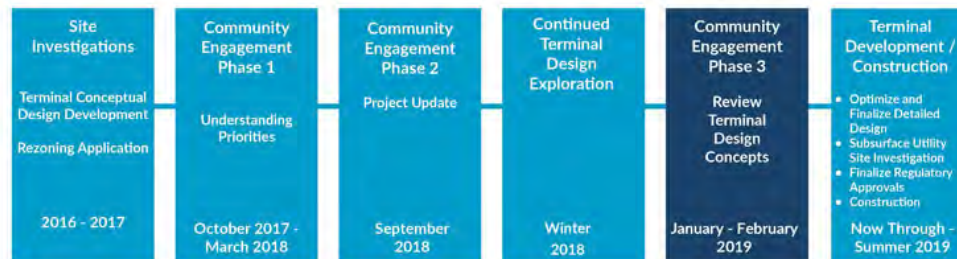 Site
Investigations
Terminal Conceptual
Design Development
Rezoning Application
2016 - 2017
Community
Engagement
Phase 1
Understanding
Priorities
October 2017 -
March 2018
Community
Engagement
Phase 2
Project Update
September
2018
Continued
Terminal
Design
Exploration
Winter
2018
Community
Engagement
Phase 3
Review
Terminal
Design
Concepts
January - February
2019
Terminal
Development /
Construction
• Optimize and
Finalize Detailed
Design
• Subsurface Utility
Site Investigation
• Finalize Regulatory
Approvals
• Construction
Now Through -
Summer 2019